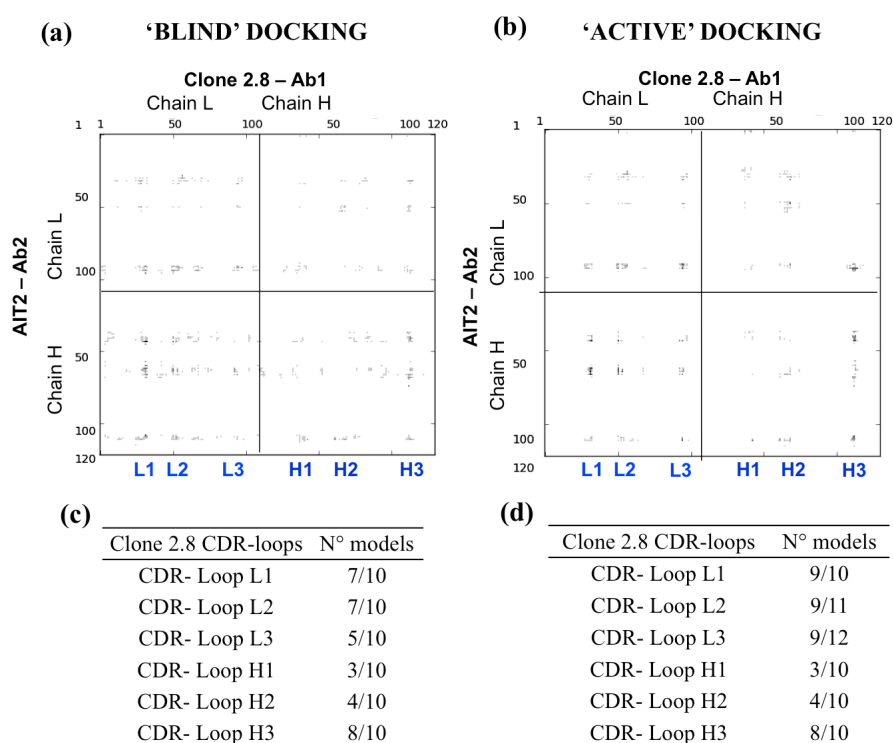 (a) 'BLIND' DOCKING
Clone 2.8 – Ab1
Chain L Chain H
1 1 50 100 50 100 120
50
100
50
100
120
AIT2 – Ab2
Chain L
Chain H
L1 L2 L3 H1 H2 H3
(b) 'ACTIVE' DOCKING
Clone 2.8 – Ab1
Chain L Chain H
1 1 50 100 50 100 120
50
100
50
100
120
AIT2 – Ab2
Chain L
Chain H
L1 L2 L3 H1 H2 H3
(c)
Clone 2.8 CDR-loops N° models
CDR- Loop L1 7/10
CDR- Loop L2 7/10
CDR- Loop L3 5/10
CDR- Loop H1 3/10
CDR- Loop H2 4/10
CDR- Loop H3 8/10
(d)
Clone 2.8 CDR-loops N° models
CDR- Loop L1 9/10
CDR- Loop L2 9/11
CDR- Loop L3 9/12
CDR- Loop H1 3/10
CDR- Loop H2 4/10
CDR- Loop H3 8/10